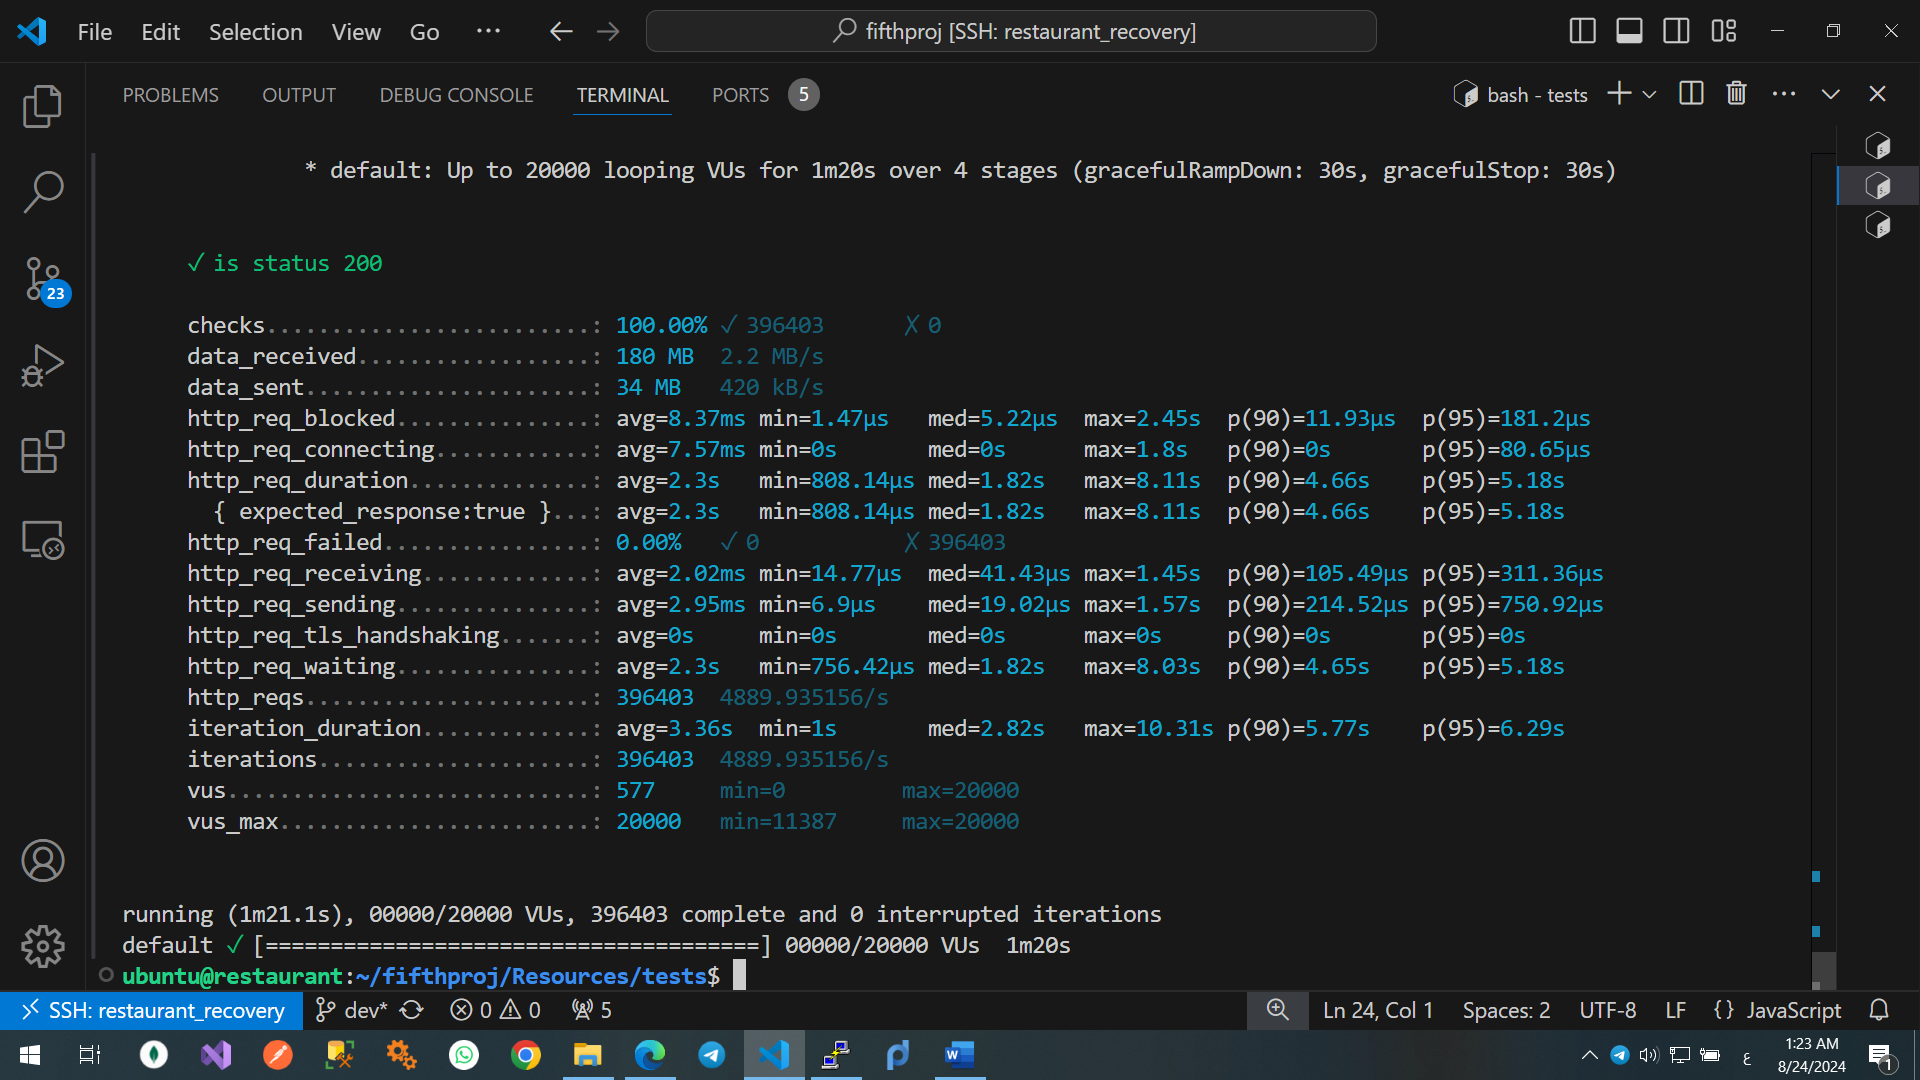 File Edit Selection View Go ··· fifthproj [SSH: restaurant_recovery]
PROBLEMS OUTPUT DEBUG CONSOLE TERMINAL PORTS 5 bash - tests
* default: Up to 20000 looping VUs for 1m20s over 4 stages (gracefulRampDown: 30s, gracefulStop: 30s)
✓ is status 200
checks.........................: 100.00% ✓ 396403 ✗ 0
data_received..................: 180 MB 2.2 MB/s
data_sent......................: 34 MB 420 kB/s
http_req_blocked...............: avg=8.37ms min=1.47µs med=5.22µs max=2.45s p(90)=11.93µs p(95)=181.2µs
http_req_connecting............: avg=7.57ms min=0s med=0s max=1.8s p(90)=0s p(95)=80.65µs
http_req_duration..............: avg=2.3s min=808.14µs med=1.82s max=8.11s p(90)=4.66s p(95)=5.18s
{ expected_response:true }...: avg=2.3s min=808.14µs med=1.82s max=8.11s p(90)=4.66s p(95)=5.18s
http_req_failed................: 0.00% ✓ 0 ✗ 396403
http_req_receiving.............: avg=2.02ms min=14.77µs med=41.43µs max=1.45s p(90)=105.49µs p(95)=311.36µs
http_req_sending...............: avg=2.95ms min=6.9µs med=19.02µs max=1.57s p(90)=214.52µs p(95)=750.92µs
http_req_tls_handshaking.......: avg=0s min=0s med=0s max=0s p(90)=0s p(95)=0s
http_req_waiting...............: avg=2.3s min=756.42µs med=1.82s max=8.03s p(90)=4.65s p(95)=5.18s
http_reqs......................: 396403 4889.935156/s
iteration_duration.............: avg=3.36s min=1s med=2.82s max=10.31s p(90)=5.77s p(95)=6.29s
iterations.....................: 396403 4889.935156/s
vus............................: 577 min=0 max=20000
vus_max........................: 20000 min=11387 max=20000
23
running (1m21.1s), 00000/20000 VUs, 396403 complete and 0 interrupted iterations
default ✓ [======================================] 00000/20000 VUs 1m20s
ubuntu@restaurant:~/fifthproj/Resources/tests$
SSH: restaurant_recovery dev* 0 0 5 Ln 24, Col 1 Spaces: 2 UTF-8 LF {} JavaScript
ع 1:23 AM
8/24/2024 1